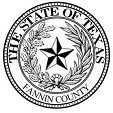 THE STATE OF TEXAS
FANNIN COUNTY